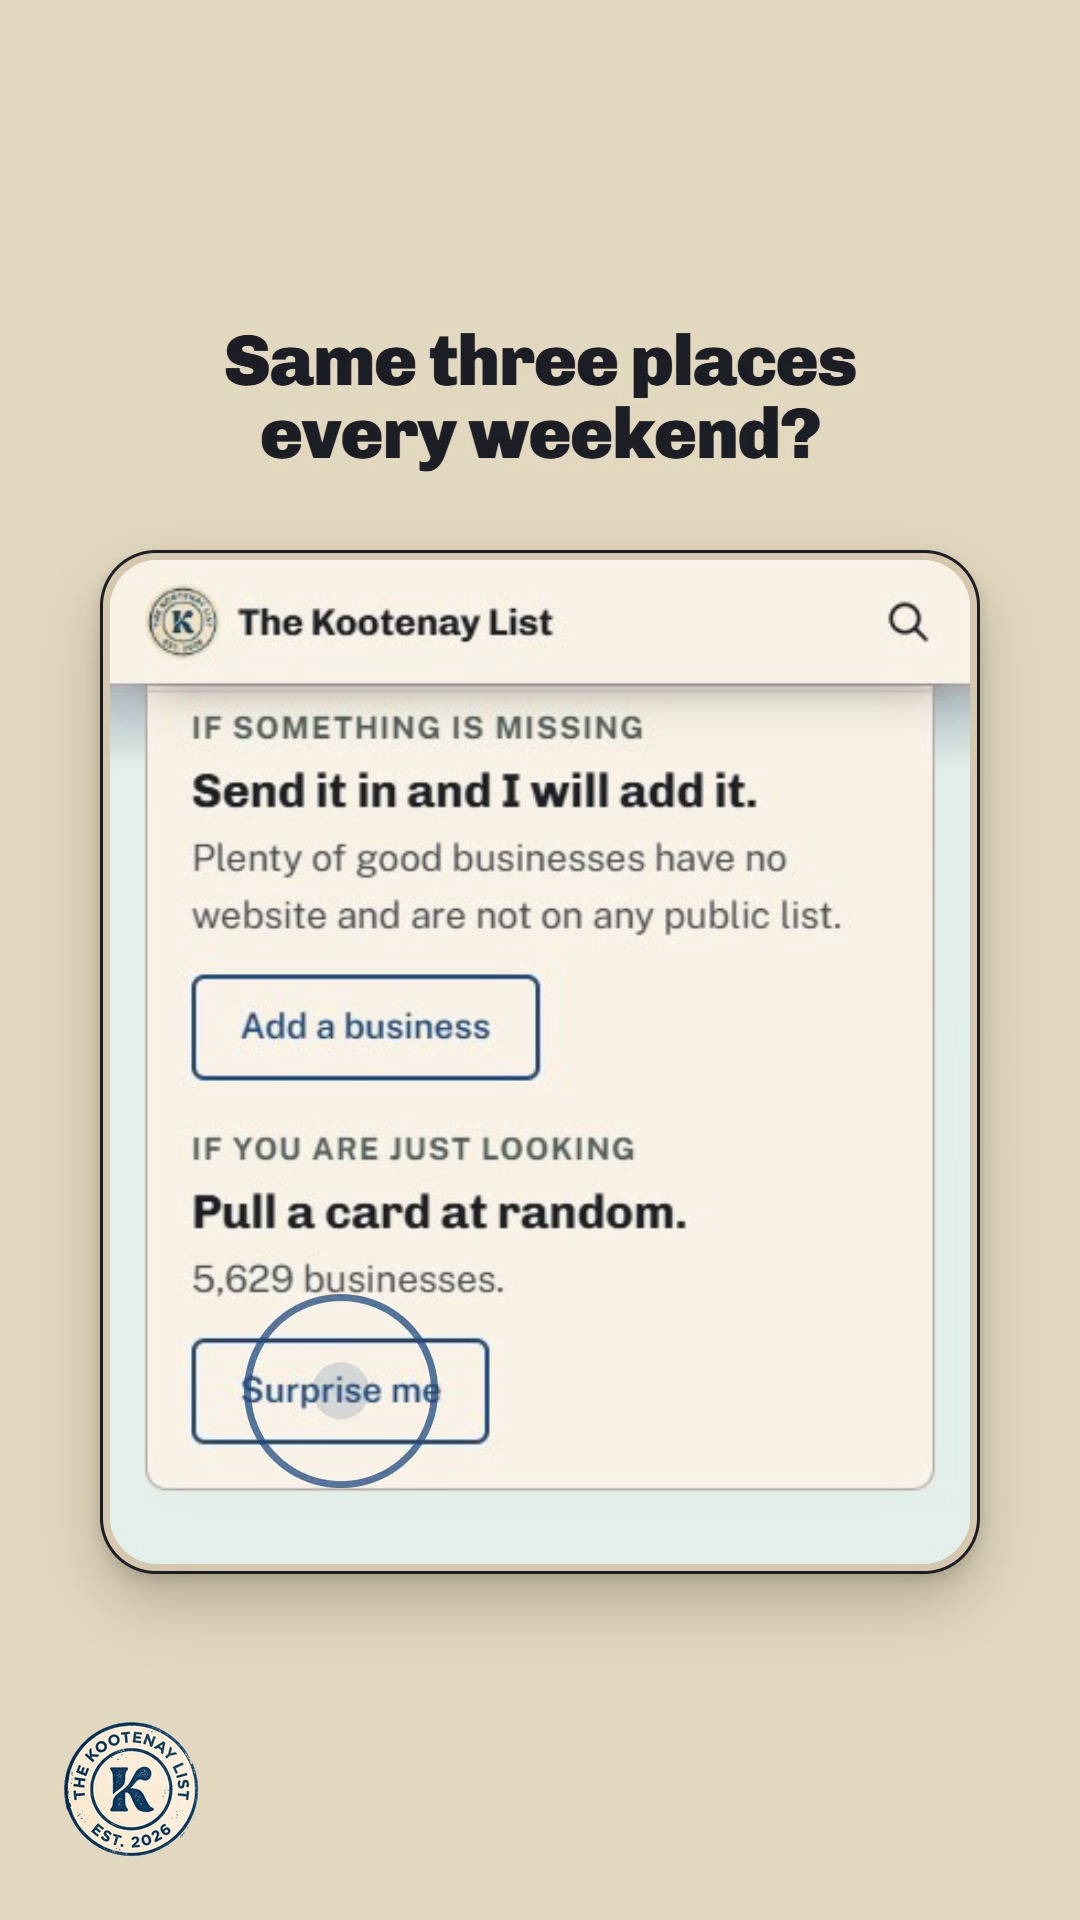 Same three places
every weekend?
The Kootenay List
IF SOMETHING IS MISSING
Send it in and I will add it.
Plenty of good businesses have no
website and are not on any public list.
Add a business
IF YOU ARE JUST LOOKING
Pull a card at random.
5,629 businesses.
Surprise me
THE KOOTENAY LIST
K
EST. 2026